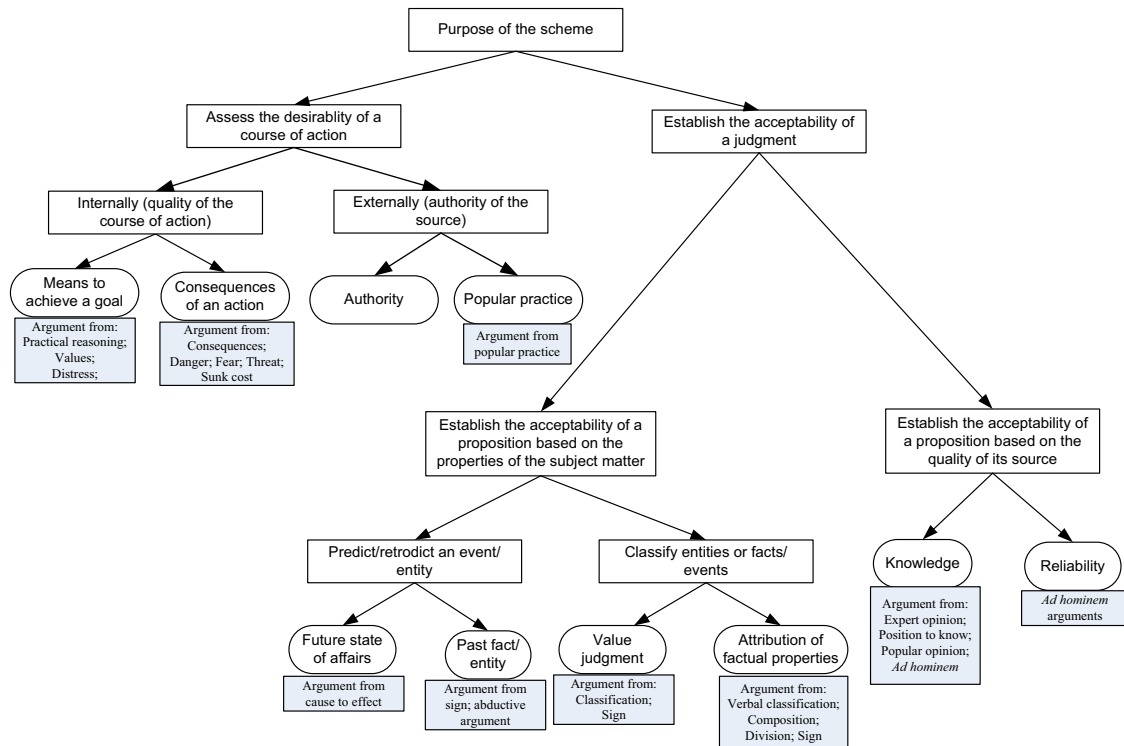 Purpose of the scheme
Assess the desirablity of a
course of action
Establish the acceptability of
a judgment
Internally (quality of the
course of action)
Externally (authority of the
source)
Means to
achieve a goal
Argument from:
Practical reasoning;
Values;
Distress;
Consequences
of an action
Argument from:
Consequences;
Danger; Fear; Threat;
Sunk cost
Authority
Popular practice
Argument from
popular practice
Establish the acceptability of a
proposition based on the
properties of the subject matter
Establish the acceptability of
a proposition based on the
quality of its source
Predict/retrodict an event/
entity
Classify entities or facts/
events
Knowledge
Argument from:
Expert opinion;
Position to know;
Popular opinion;
Ad hominem
Reliability
Ad hominem
arguments
Future state
of affairs
Argument from
cause to effect
Past fact/
entity
Argument from
sign; abductive
argument
Value
judgment
Argument from:
Classification;
Sign
Attribution of
factual properties
Argument from:
Verbal classification;
Composition;
Division; Sign